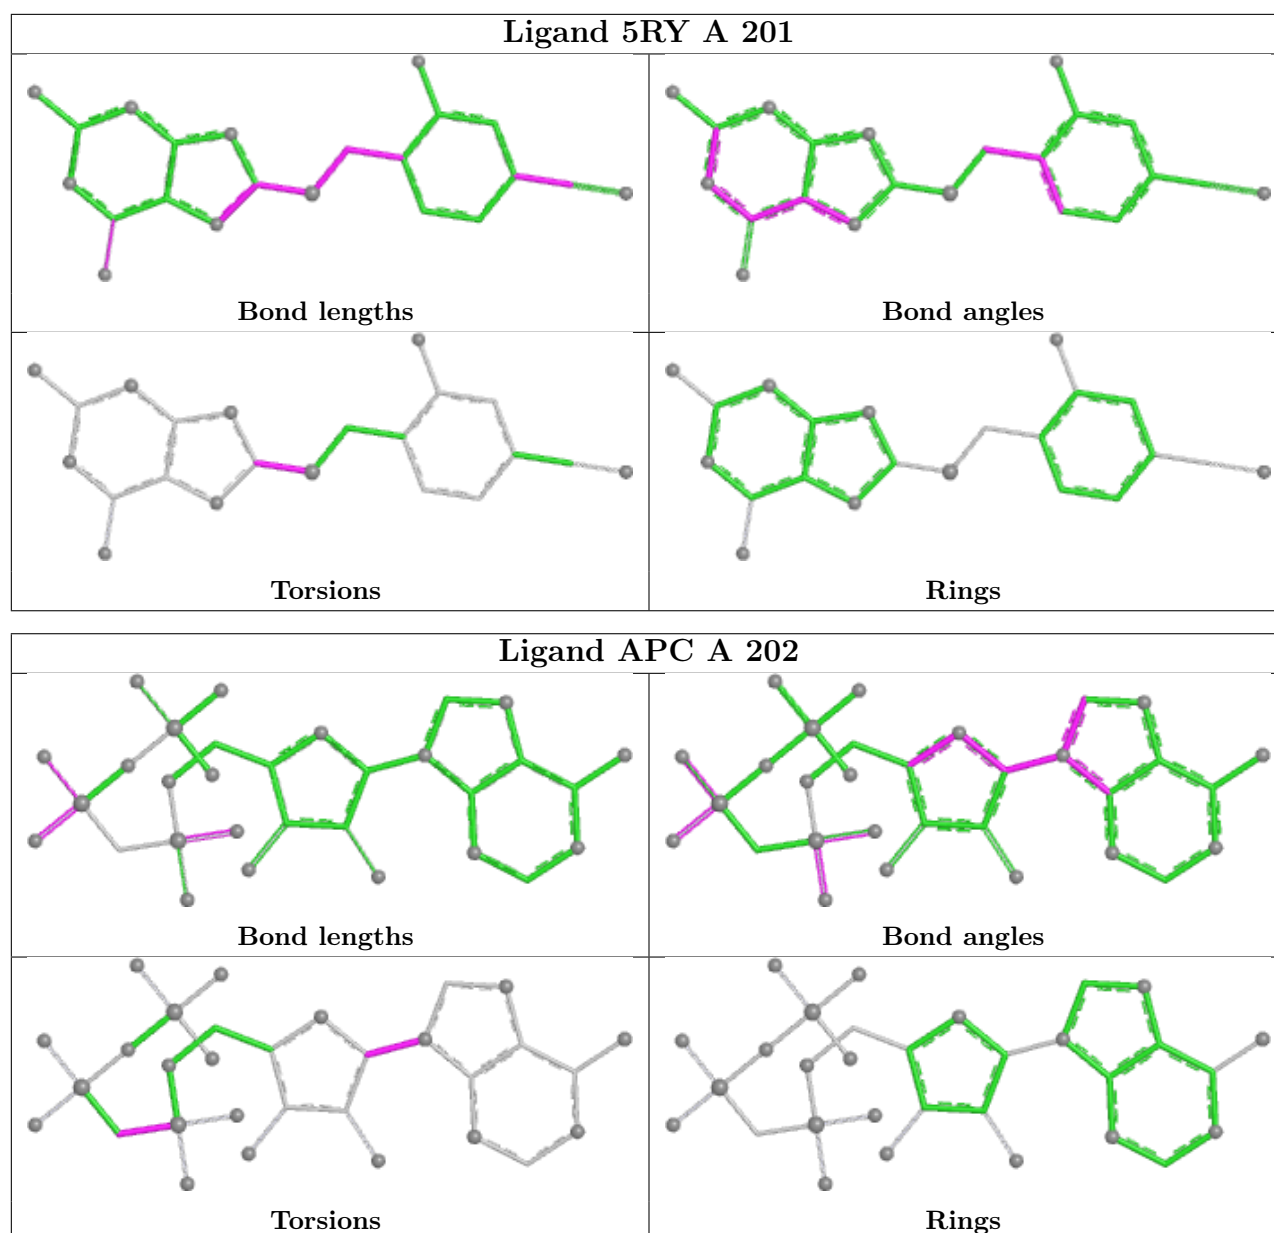 Ligand 5RY A 201
Bond lengths
Bond angles
Torsions
Rings
Ligand APC A 202
Bond lengths
Bond angles
Torsions
Rings